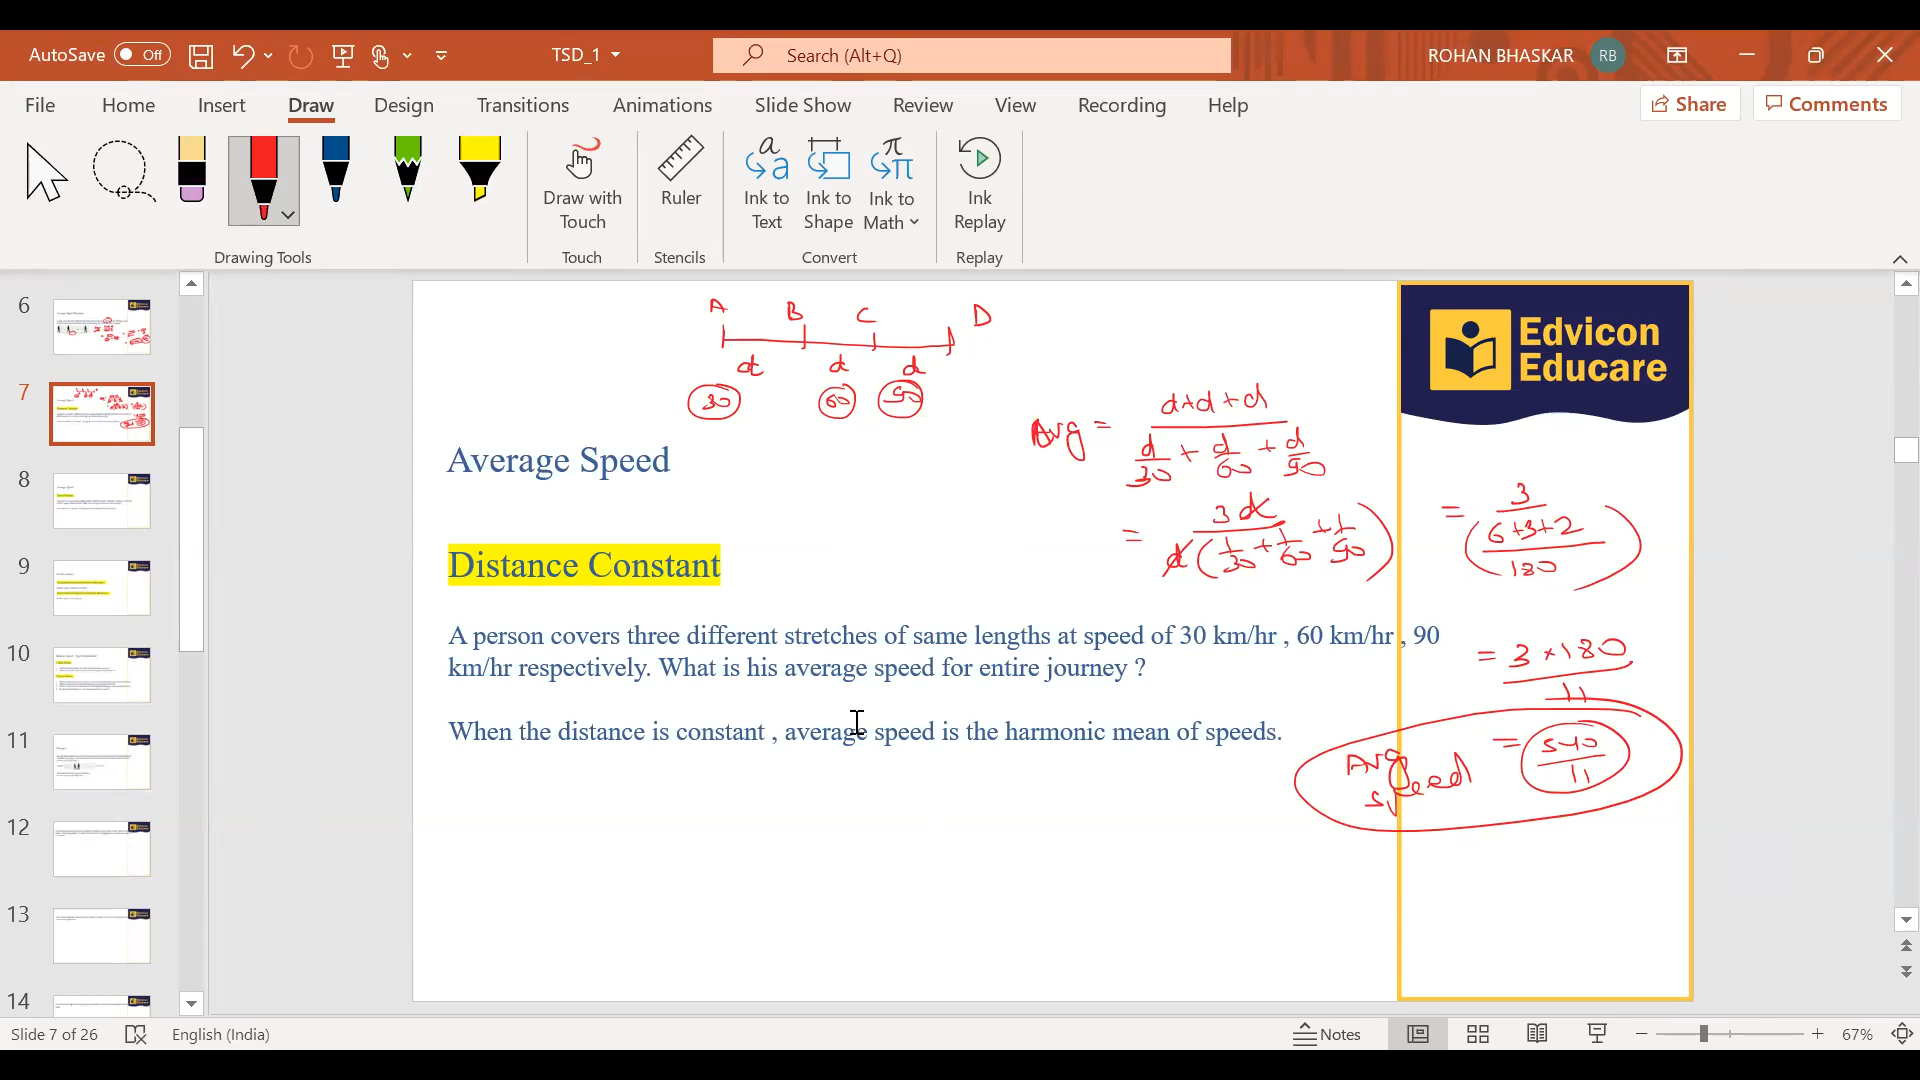 AutoSave Off TSD_1 Search (Alt+Q) ROHAN BHASKAR RB
File Home Insert Draw Design Transitions Animations Slide Show Review View Recording Help Share Comments
Draw with Touch
Ruler
Ink to Text
Ink to Shape
Ink to Math
Ink Replay
Drawing Tools Touch Stencils Convert Replay
6
7
8
9
10
11
12
13
14
A B C D
d d d
30 60 90
Edvicon
Educare
Avg = d+d+d / d/30 + d/60 + d/90
= 3d / d(1/30 + 1/60 + 1/90)
= 3 / (6+3+2 / 180)
= 3 × 180 / 11
Avg speed = 540 / 11
Average Speed
Distance Constant
A person covers three different stretches of same lengths at speed of 30 km/hr , 60 km/hr , 90
km/hr respectively. What is his average speed for entire journey ?
When the distance is constant , average speed is the harmonic mean of speeds.
Slide 7 of 26 English (India) Notes 67%